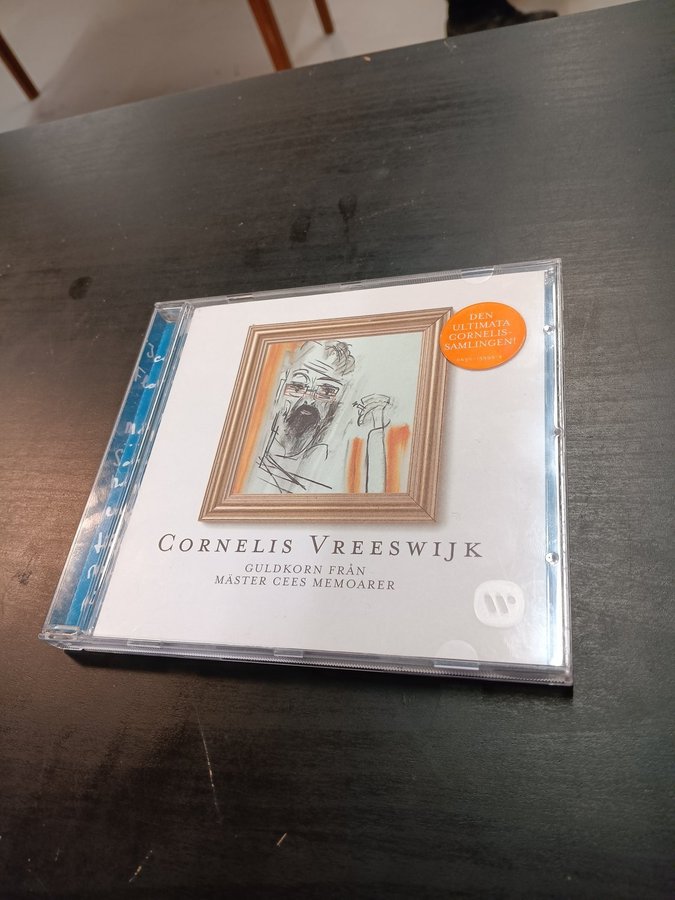 DEN
ULTIMATA
CORNELIS-
SAMLINGEN!
CORNELIS VREESWIJK
GULDKORN FRÅN
MÄSTER CEES MEMOARER